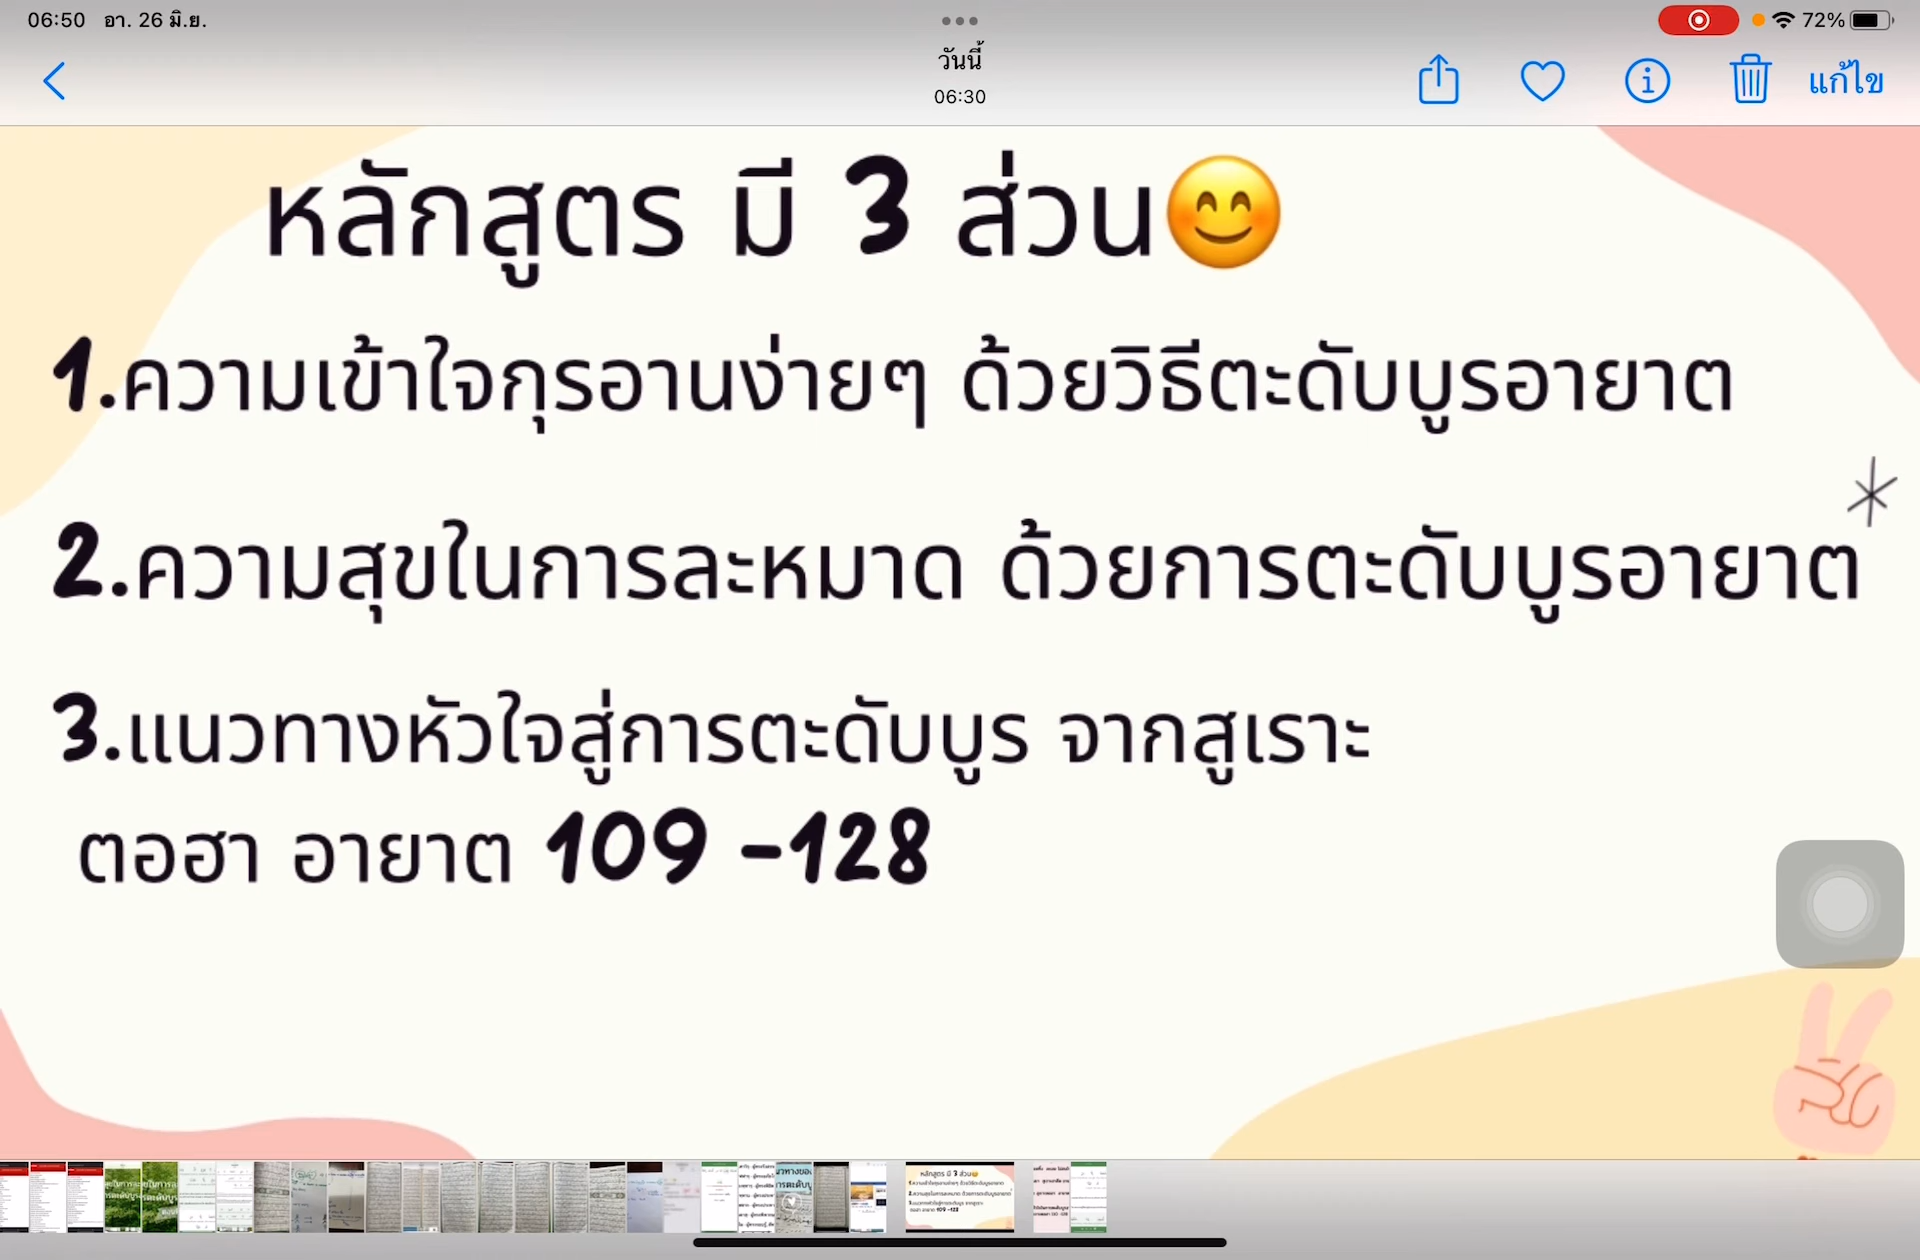 06:50 อา. 26 มิ.ย.
72%
วันนี้
06:30
แก้ไข
หลักสูตร มี 3 ส่วน😊
1.ความเข้าใจกุรอานง่ายๆ ด้วยวิธีตะดับบูรอายาต
2.ความสุขในการละหมาด ด้วยการตะดับบูรอายาต
3.แนวทางหัวใจสู่การตะดับบูร จากสูเราะ
ตอฮา อายาต 109 -128